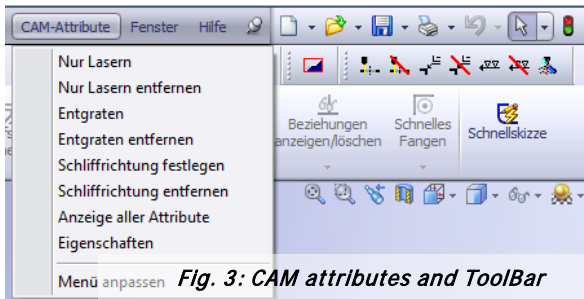 CAM-Attribute Fenster Hilfe
Nur Lasern
Nur Lasern entfernen
Entgraten
Entgraten entfernen
Schliffrichtung festlegen
Schliffrichtung entfernen
Anzeige aller Attribute
Eigenschaften
Menü anpassen
Beziehungen
anzeigen/löschen
Schnelles
Fangen
Schnellskizze
Fig. 3: CAM attributes and ToolBar